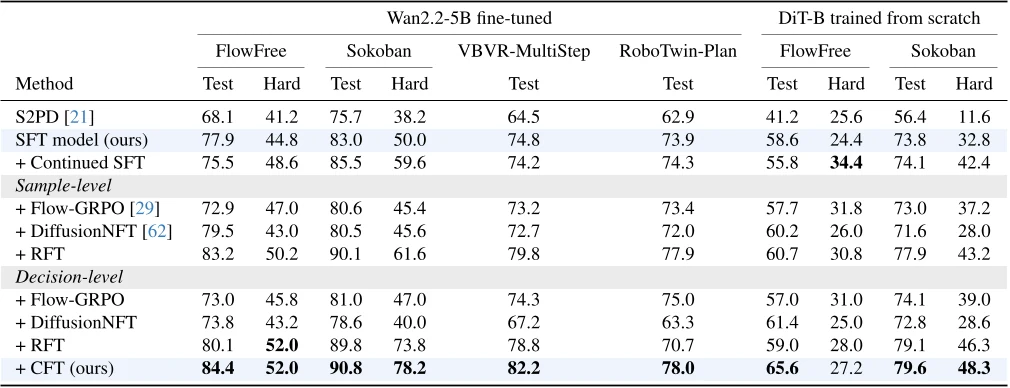 Wan2.2-5B fine-tuned DiT-B trained from scratch
FlowFree Sokoban VBVR-MultiStep RoboTwin-Plan FlowFree Sokoban
Method Test Hard Test Hard Test Test Test Hard Test Hard
S2PD [21] 68.1 41.2 75.7 38.2 64.5 62.9 41.2 25.6 56.4 11.6
SFT model (ours) 77.9 44.8 83.0 50.0 74.8 73.9 58.6 24.4 73.8 32.8
+ Continued SFT 75.5 48.6 85.5 59.6 74.2 74.3 55.8 34.4 74.1 42.4
Sample-level
+ Flow-GRPO [29] 72.9 47.0 80.6 45.4 73.2 73.4 57.7 31.8 73.0 37.2
+ DiffusionNFT [62] 79.5 43.0 80.5 45.6 72.7 72.0 60.2 26.0 71.6 28.0
+ RFT 83.2 50.2 90.1 61.6 79.8 77.9 60.7 30.8 77.9 43.2
Decision-level
+ Flow-GRPO 73.0 45.8 81.0 47.0 74.3 75.0 57.0 31.0 74.1 39.0
+ DiffusionNFT 73.8 43.2 78.6 40.0 67.2 63.3 61.4 25.0 72.8 28.6
+ RFT 80.1 52.0 89.8 73.8 78.8 70.7 59.0 28.0 79.1 46.3
+ CFT (ours) 84.4 52.0 90.8 78.2 82.2 78.0 65.6 27.2 79.6 48.3